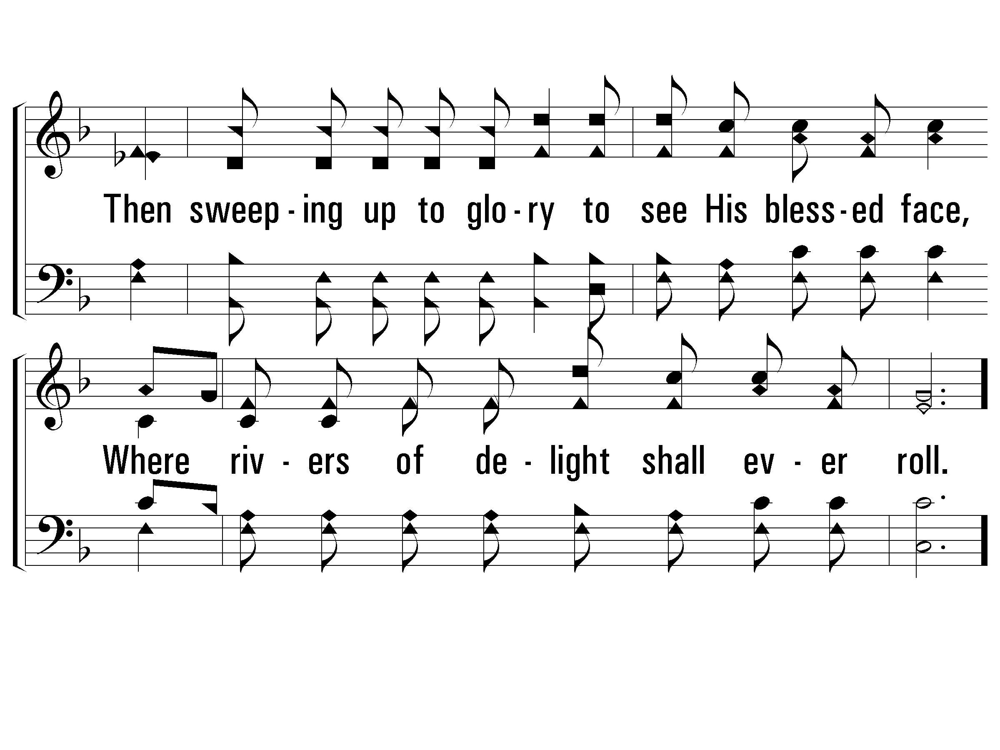 Then sweep - ing up to glo - ry to see His bless - ed face,
Where riv - ers of de - light shall ev - er roll.